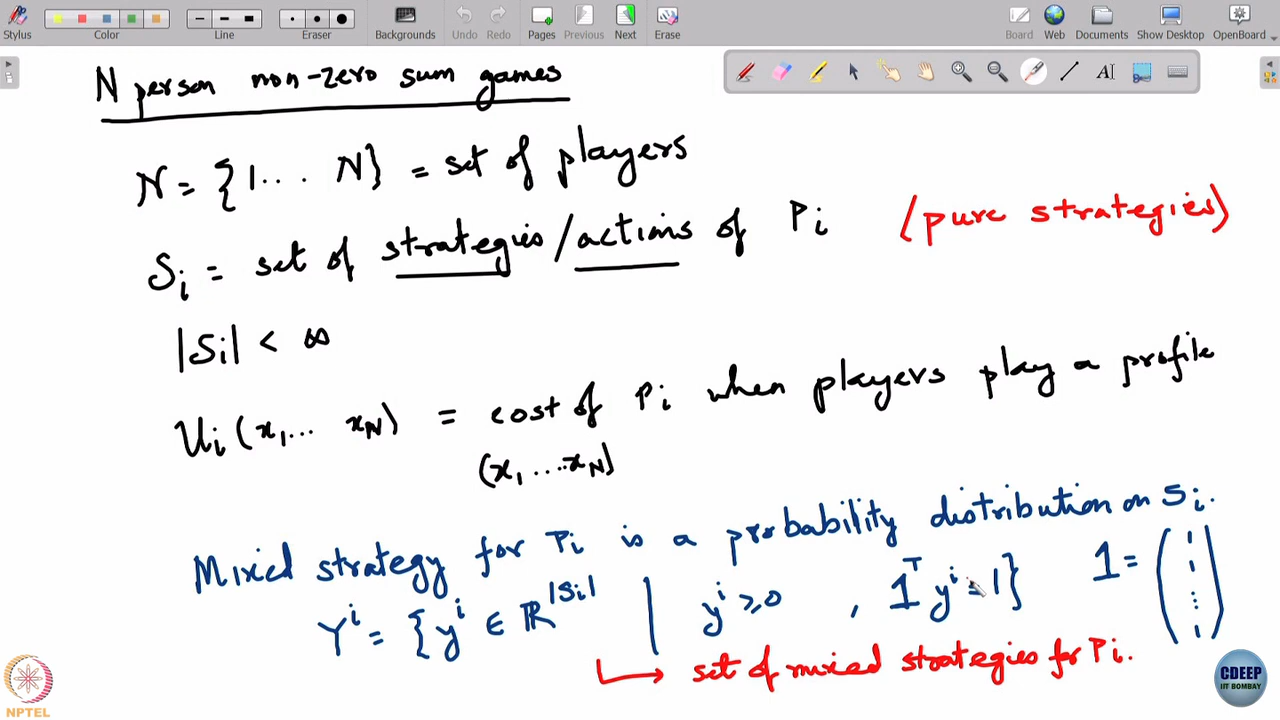 Stylus Color Line Eraser Backgrounds Undo Redo Pages Previous Next Erase Board Web Documents Show Desktop OpenBoard
N person non-zero sum games
N = {1... N} = set of players
Si = set of strategies/actions of Pi (pure strategies)
|Si| < ∞
Ui(x1... xN) = cost of Pi when players play a profile
(x1....xN)
Mixed strategy for Pi is a probability distribution on Si.
Y^i = { y^i ∈ ℝ^|Si| | y^i ≥ 0 , 1^T y^i = 1} 1 = (1 1 ⋮ 1)
↳ set of mixed strategies for Pi.
NPTEL
CDEEP
IIT BOMBAY